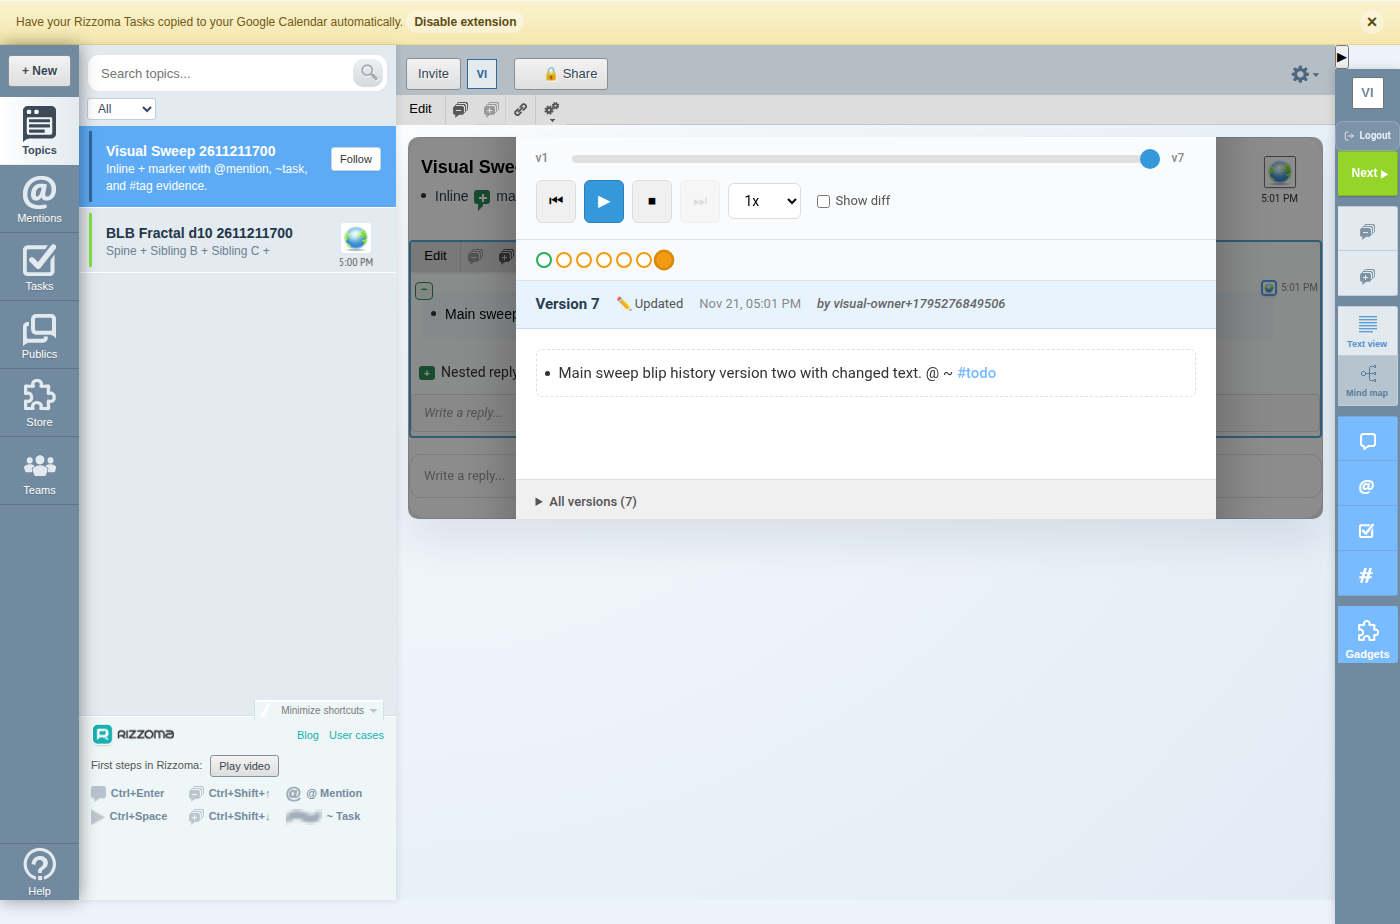 Have your Rizzoma Tasks copied to your Google Calendar automatically. Disable extension ×
+ New
Topics
Mentions
Tasks
Publics
Store
Teams
Help
Search topics...
All
Visual Sweep 2611211700
Inline + marker with @mention, ~task,
and #tag evidence.
Follow
BLB Fractal d10 2611211700
Spine + Sibling B + Sibling C +
5:00 PM
Minimize shortcuts
RIZZOMA
Blog User cases
First steps in Rizzoma: Play video
Ctrl+Enter Ctrl+Shift+↑ @ Mention
Ctrl+Space Ctrl+Shift+↓ ~ Task
Invite VI Share
Edit
Visual Swe
• Inline + ma
5:01 PM
Edit
5:01 PM
• Main sweep
+ Nested reply
Write a reply...
Write a reply...
v1 v7
1x Show diff
Version 7 Updated Nov 21, 05:01 PM by visual-owner+1795276849506
• Main sweep blip history version two with changed text. @ ~ #todo
▶ All versions (7)
VI
Logout
Next ▶
Text view
Mind map
@
#
Gadgets